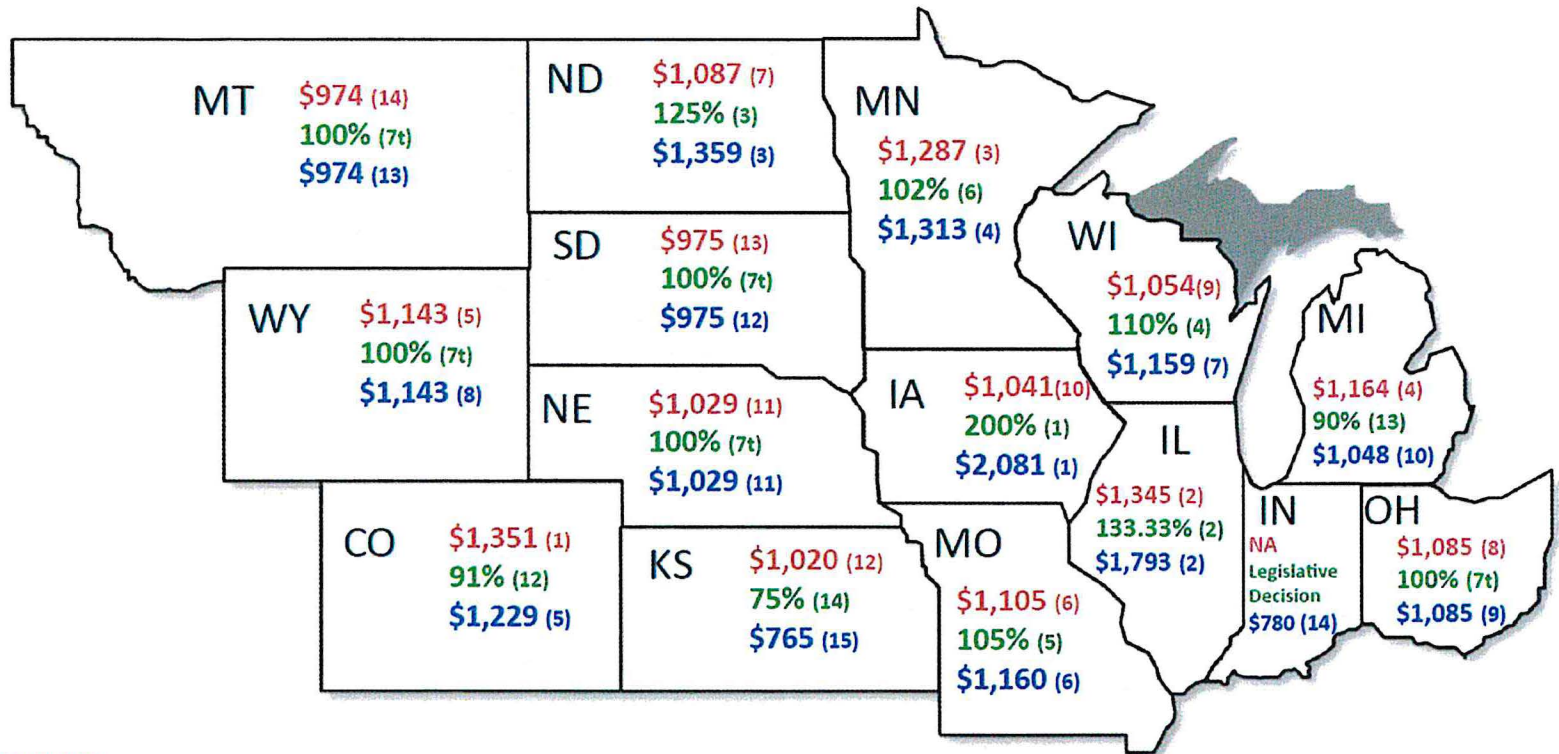 MT
$974 (14)
100% (7t)
$974 (13)
ND
$1,087 (7)
125% (3)
$1,359 (3)
MN
$1,287 (3)
102% (6)
$1,313 (4)
SD
$975 (13)
100% (7t)
$975 (12)
WI
$1,054(9)
110% (4)
$1,159 (7)
WY
$1,143 (5)
100% (7t)
$1,143 (8)
MI
$1,164 (4)
90% (13)
$1,048 (10)
NE
$1,029 (11)
100% (7t)
$1,029 (11)
IA
$1,041(10)
200% (1)
$2,081 (1)
IL
$1,345 (2)
133.33% (2)
$1,793 (2)
IN
NA
Legislative
Decision
$780 (14)
OH
$1,085 (8)
100% (7t)
$1,085 (9)
CO
$1,351 (1)
91% (12)
$1,229 (5)
KS
$1,020 (12)
75% (14)
$765 (15)
MO
$1,105 (6)
105% (5)
$1,160 (6)